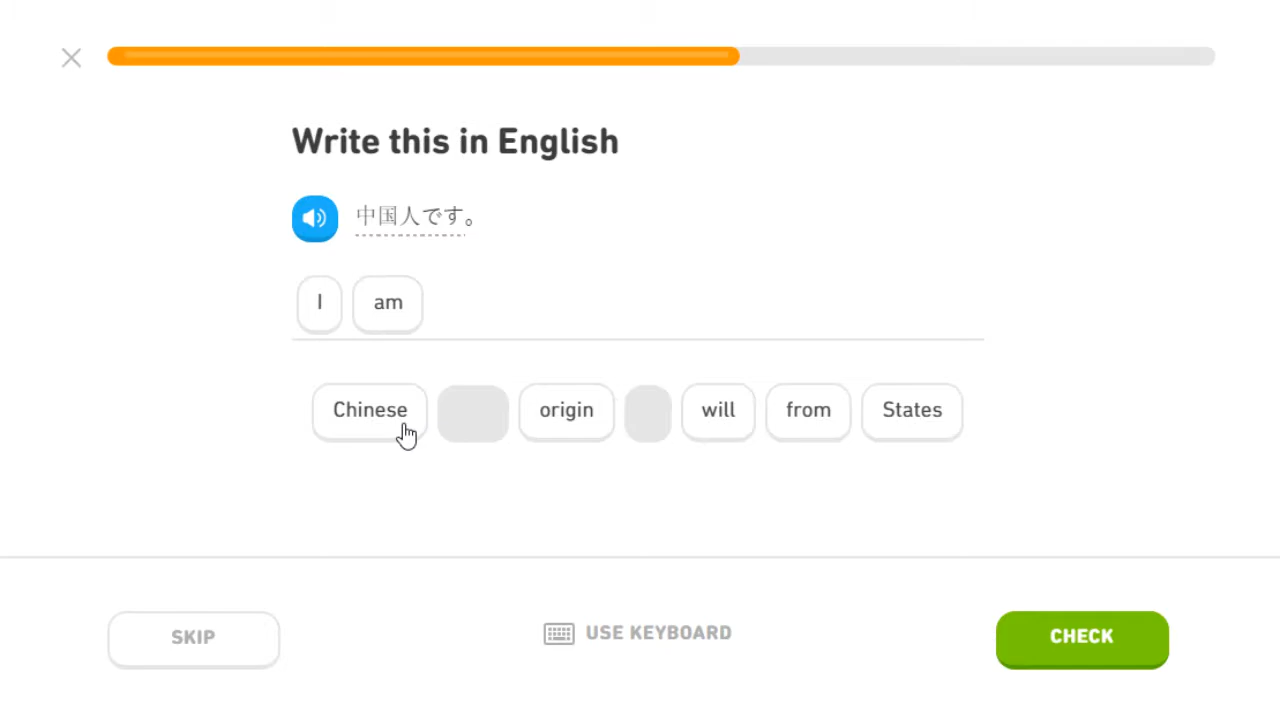 Write this in English
中国人です。
I am
Chinese origin will from States
SKIP USE KEYBOARD CHECK